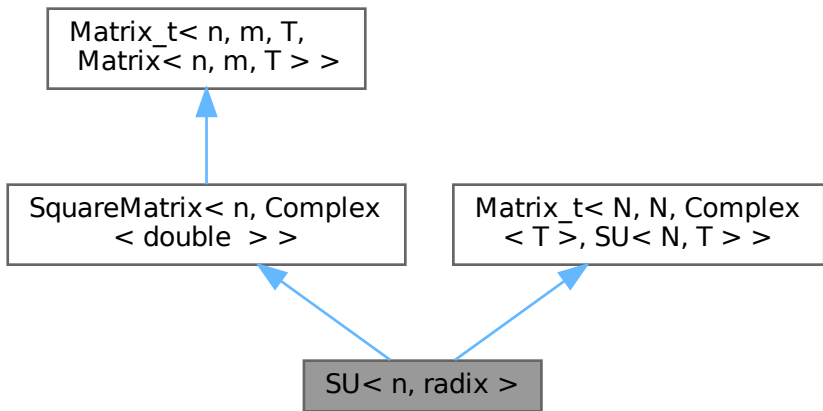 Matrix_t< n, m, T,
Matrix< n, m, T > >
SquareMatrix< n, Complex
< double  > >
Matrix_t< N, N, Complex
< T >, SU< N, T > >
SU< n, radix >